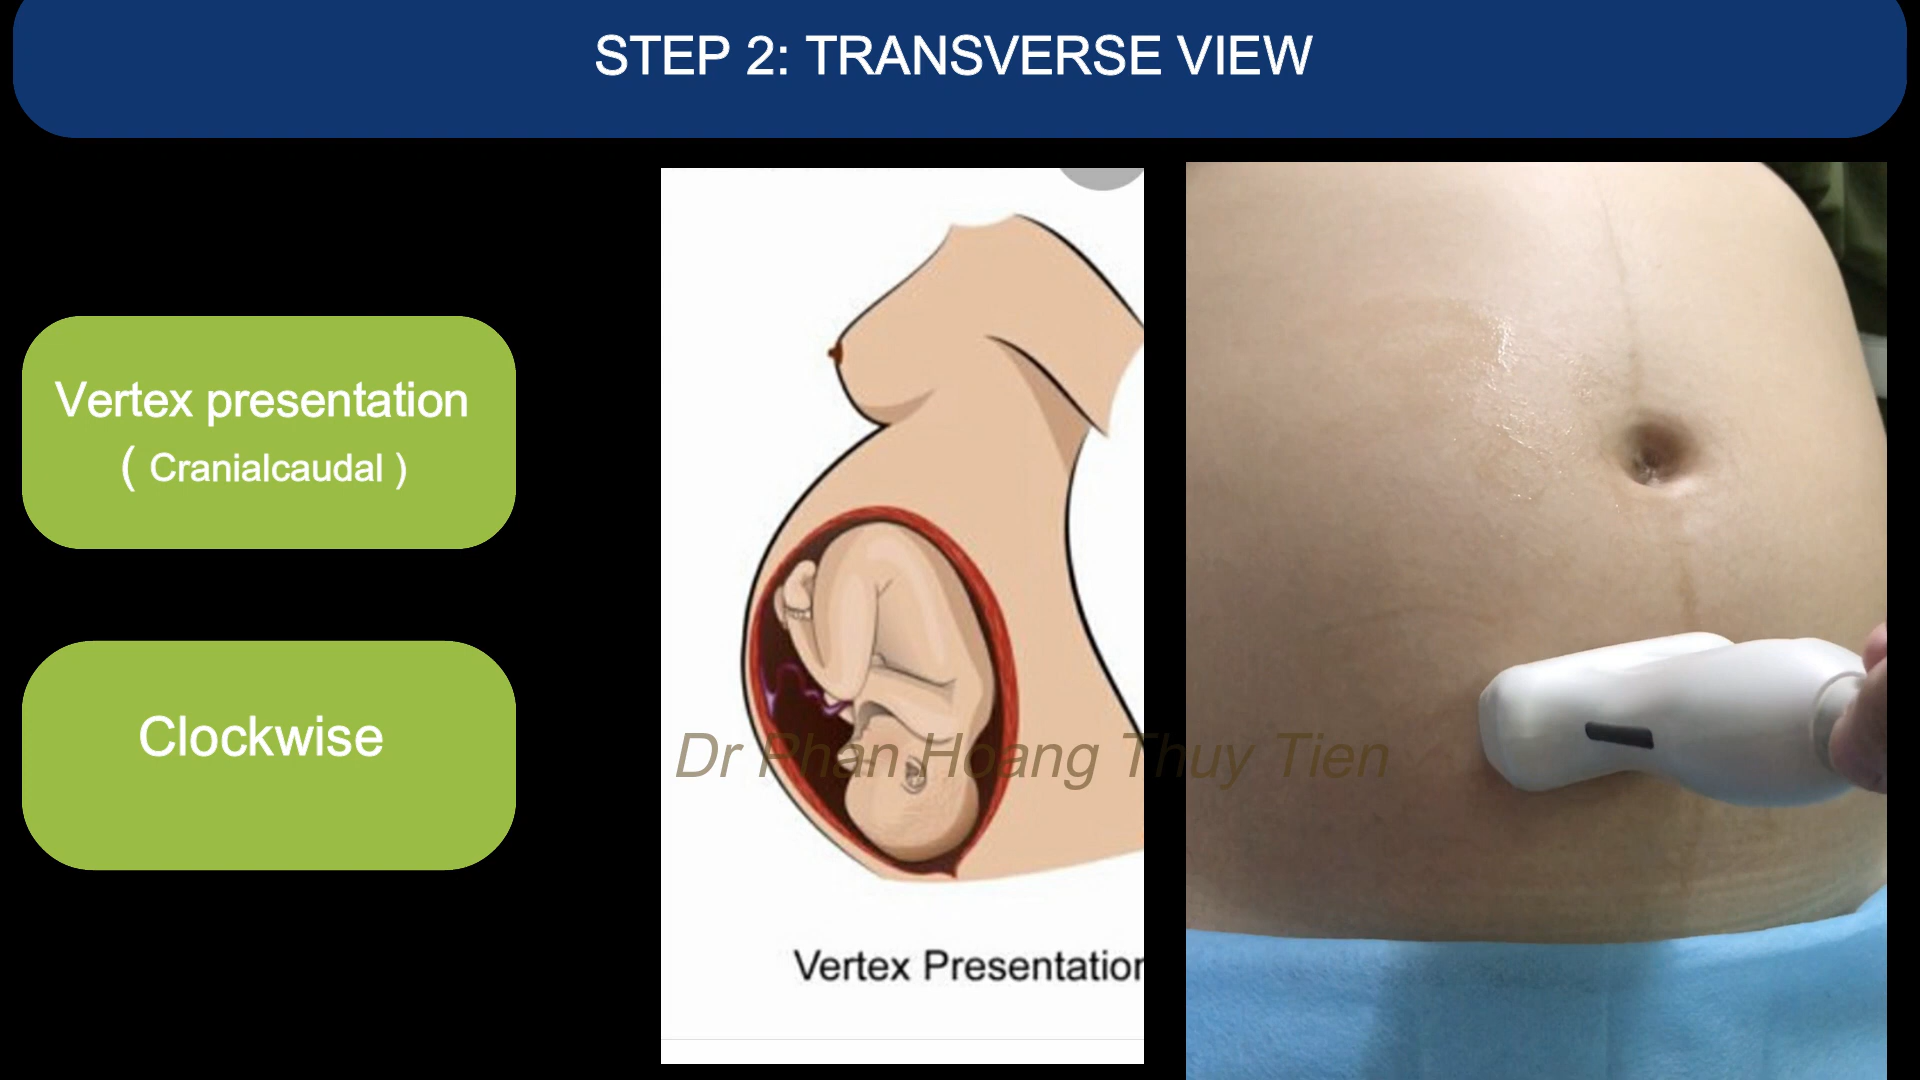 STEP 2: TRANSVERSE VIEW
Vertex presentation
( Cranialcaudal )
Clockwise
Dr Phan Hoang Thuy Tien
Vertex Presentation